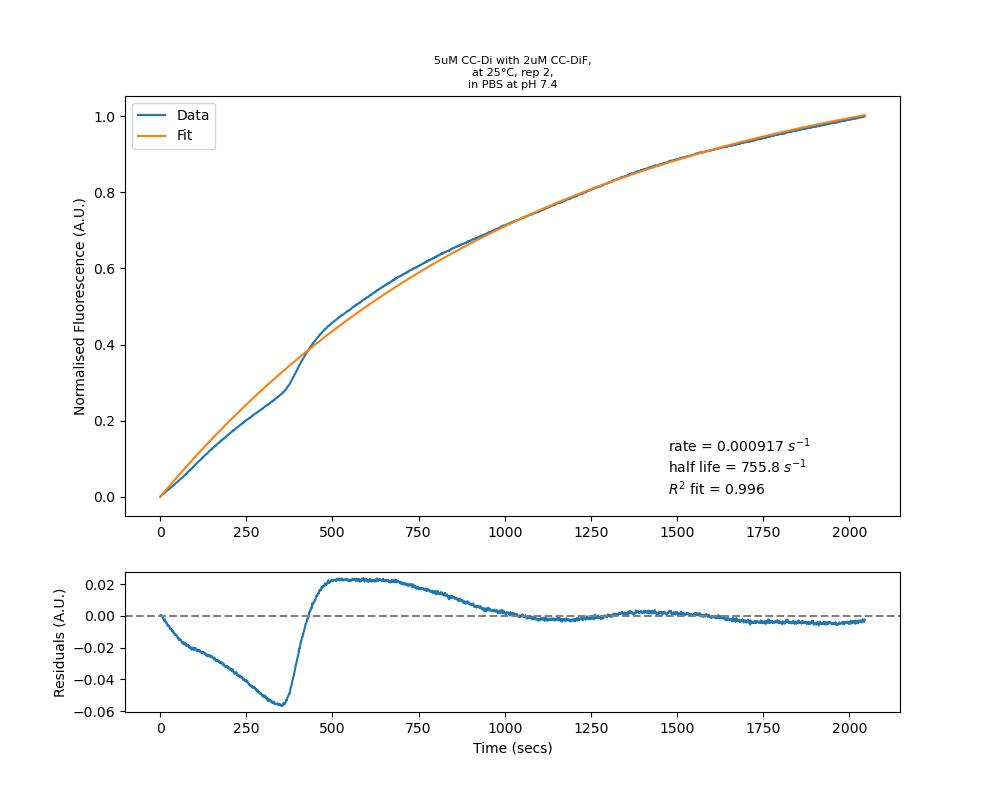 5uM CC-Di with 2uM CC-DiF,
at 25°C, rep 2,
in PBS at pH 7.4
Data
Fit
Normalised Fluorescence (A.U.)
1.0
0.8
0.6
0.4
0.2
0.0
rate = 0.000917 s⁻¹
half life = 755.8 s⁻¹
R² fit = 0.996
0 250 500 750 1000 1250 1500 1750 2000
Residuals (A.U.)
0.02
0.00
−0.02
−0.04
−0.06
0 250 500 750 1000 1250 1500 1750 2000
Time (secs)